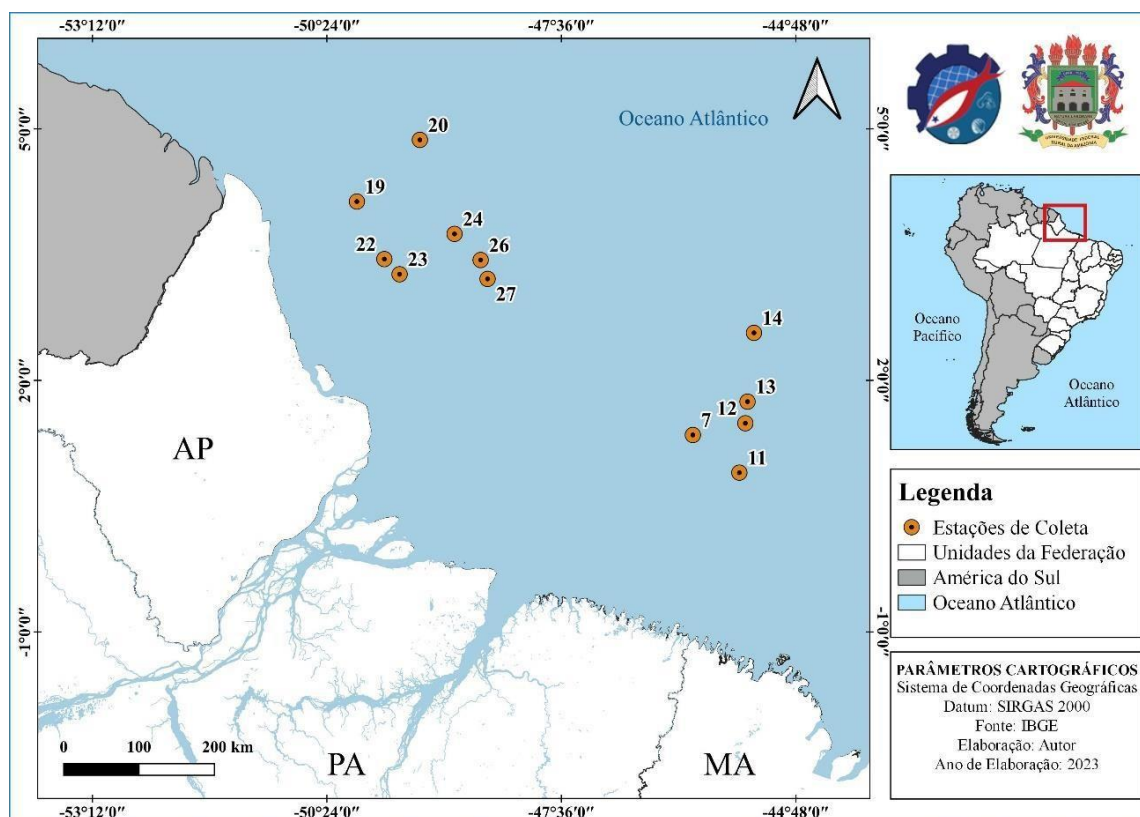 -53°12′0″
-50°24′0″
-47°36′0″
-44°48′0″
5°0′0″
5°0′0″
Oceano Atlântico
20
19
24
22
23
26
27
14
2°0′0″
2°0′0″
13
12
7
11
AP
-1°0′0″
-1°0′0″
0 100 200 km
PA
MA
-53°12′0″
-50°24′0″
-47°36′0″
-44°48′0″
Oceano
Pacífico
Oceano
Atlântico
Legenda
Estações de Coleta
Unidades da Federação
América do Sul
Oceano Atlântico
PARÂMETROS CARTOGRÁFICOS
Sistema de Coordenadas Geográficas
Datum: SIRGAS 2000
Fonte: IBGE
Elaboração: Autor
Ano de Elaboração: 2023
UNIVERSIDADE FEDERAL
RURAL DA AMAZÔNIA